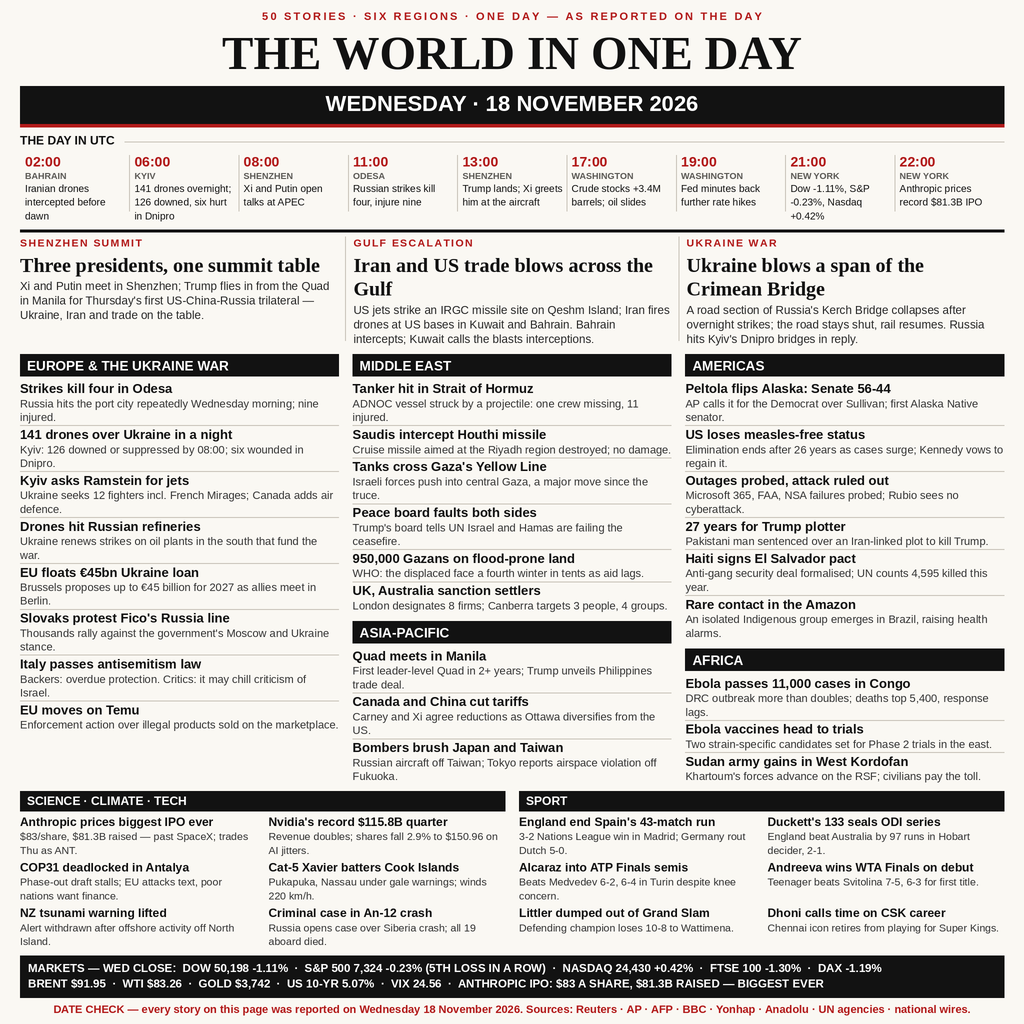 50 STORIES · SIX REGIONS · ONE DAY — AS REPORTED ON THE DAY
THE WORLD IN ONE DAY
WEDNESDAY · 18 NOVEMBER 2026
THE DAY IN UTC
02:00
BAHRAIN
Iranian drones
intercepted before
dawn
06:00
KYIV
141 drones overnight;
126 downed, six hurt
in Dnipro
08:00
SHENZHEN
Xi and Putin open
talks at APEC
11:00
ODESA
Russian strikes kill
four, injure nine
13:00
SHENZHEN
Trump lands; Xi greets
him at the aircraft
17:00
WASHINGTON
Crude stocks +3.4M
barrels; oil slides
19:00
WASHINGTON
Fed minutes back
further rate hikes
21:00
NEW YORK
Dow -1.11%, S&P
-0.23%, Nasdaq
+0.42%
22:00
NEW YORK
Anthropic prices
record $81.3B IPO
SHENZHEN SUMMIT
Three presidents, one summit table
Xi and Putin meet in Shenzhen; Trump flies in from the Quad
in Manila for Thursday's first US-China-Russia trilateral —
Ukraine, Iran and trade on the table.
GULF ESCALATION
Iran and US trade blows across the
Gulf
US jets strike an IRGC missile site on Qeshm Island; Iran fires
drones at US bases in Kuwait and Bahrain. Bahrain
intercepts; Kuwait calls the blasts interceptions.
UKRAINE WAR
Ukraine blows a span of the
Crimean Bridge
A road section of Russia's Kerch Bridge collapses after
overnight strikes; the road stays shut, rail resumes. Russia
hits Kyiv's Dnipro bridges in reply.
EUROPE & THE UKRAINE WAR
Strikes kill four in Odesa
Russia hits the port city repeatedly Wednesday morning; nine
injured.
141 drones over Ukraine in a night
Kyiv: 126 downed or suppressed by 08:00; six wounded in
Dnipro.
Kyiv asks Ramstein for jets
Ukraine seeks 12 fighters incl. French Mirages; Canada adds air
defence.
Drones hit Russian refineries
Ukraine renews strikes on oil plants in the south that fund the
war.
EU floats €45bn Ukraine loan
Brussels proposes up to €45 billion for 2027 as allies meet in
Berlin.
Slovaks protest Fico's Russia line
Thousands rally against the government's Moscow and Ukraine
stance.
Italy passes antisemitism law
Backers: overdue protection. Critics: it may chill criticism of
Israel.
EU moves on Temu
Enforcement action over illegal products sold on the marketplace.
MIDDLE EAST
Tanker hit in Strait of Hormuz
ADNOC vessel struck by a projectile: one crew missing, 11
injured.
Saudis intercept Houthi missile
Cruise missile aimed at the Riyadh region destroyed; no damage.
Tanks cross Gaza's Yellow Line
Israeli forces push into central Gaza, a major move since the
truce.
Peace board faults both sides
Trump's board tells UN Israel and Hamas are failing the
ceasefire.
950,000 Gazans on flood-prone land
WHO: the displaced face a fourth winter in tents as aid lags.
UK, Australia sanction settlers
London designates 8 firms; Canberra targets 3 people, 4 groups.
ASIA-PACIFIC
Quad meets in Manila
First leader-level Quad in 2+ years; Trump unveils Philippines
trade deal.
Canada and China cut tariffs
Carney and Xi agree reductions as Ottawa diversifies from the
US.
Bombers brush Japan and Taiwan
Russian aircraft off Taiwan; Tokyo reports airspace violation off
Fukuoka.
AMERICAS
Peltola flips Alaska: Senate 56-44
AP calls it for the Democrat over Sullivan; first Alaska Native
senator.
US loses measles-free status
Elimination ends after 26 years as cases surge; Kennedy vows to
regain it.
Outages probed, attack ruled out
Microsoft 365, FAA, NSA failures probed; Rubio sees no
cyberattack.
27 years for Trump plotter
Pakistani man sentenced over an Iran-linked plot to kill Trump.
Haiti signs El Salvador pact
Anti-gang security deal formalised; UN counts 4,595 killed this
year.
Rare contact in the Amazon
An isolated Indigenous group emerges in Brazil, raising health
alarms.
AFRICA
Ebola passes 11,000 cases in Congo
DRC outbreak more than doubles; deaths top 5,400, response
lags.
Ebola vaccines head to trials
Two strain-specific candidates set for Phase 2 trials in the east.
Sudan army gains in West Kordofan
Khartoum's forces advance on the RSF; civilians pay the toll.
SCIENCE · CLIMATE · TECH
Anthropic prices biggest IPO ever
$83/share, $81.3B raised — past SpaceX; trades
Thu as ANT.
COP31 deadlocked in Antalya
Phase-out draft stalls; EU attacks text, poor
nations want finance.
NZ tsunami warning lifted
Alert withdrawn after offshore activity off North
Island.
Nvidia's record $115.8B quarter
Revenue doubles; shares fall 2.9% to $150.96 on
AI jitters.
Cat-5 Xavier batters Cook Islands
Pukapuka, Nassau under gale warnings; winds
220 km/h.
Criminal case in An-12 crash
Russia opens case over Siberia crash; all 19
aboard died.
SPORT
England end Spain's 43-match run
3-2 Nations League win in Madrid; Germany rout
Dutch 5-0.
Alcaraz into ATP Finals semis
Beats Medvedev 6-2, 6-4 in Turin despite knee
concern.
Littler dumped out of Grand Slam
Defending champion loses 10-8 to Wattimena.
Duckett's 133 seals ODI series
England beat Australia by 97 runs in Hobart
decider, 2-1.
Andreeva wins WTA Finals on debut
Teenager beats Svitolina 7-5, 6-3 for first title.
Dhoni calls time on CSK career
Chennai icon retires from playing for Super Kings.
MARKETS — WED CLOSE: DOW 50,198 -1.11% · S&P 500 7,324 -0.23% (5TH LOSS IN A ROW) · NASDAQ 24,430 +0.42% · FTSE 100 -1.30% · DAX -1.19%
BRENT $91.95 · WTI $83.26 · GOLD $3,742 · US 10-YR 5.07% · VIX 24.56 · ANTHROPIC IPO: $83 A SHARE, $81.3B RAISED — BIGGEST EVER
DATE CHECK — every story on this page was reported on Wednesday 18 November 2026. Sources: Reuters · AP · AFP · BBC · Yonhap · Anadolu · UN agencies · national wires.